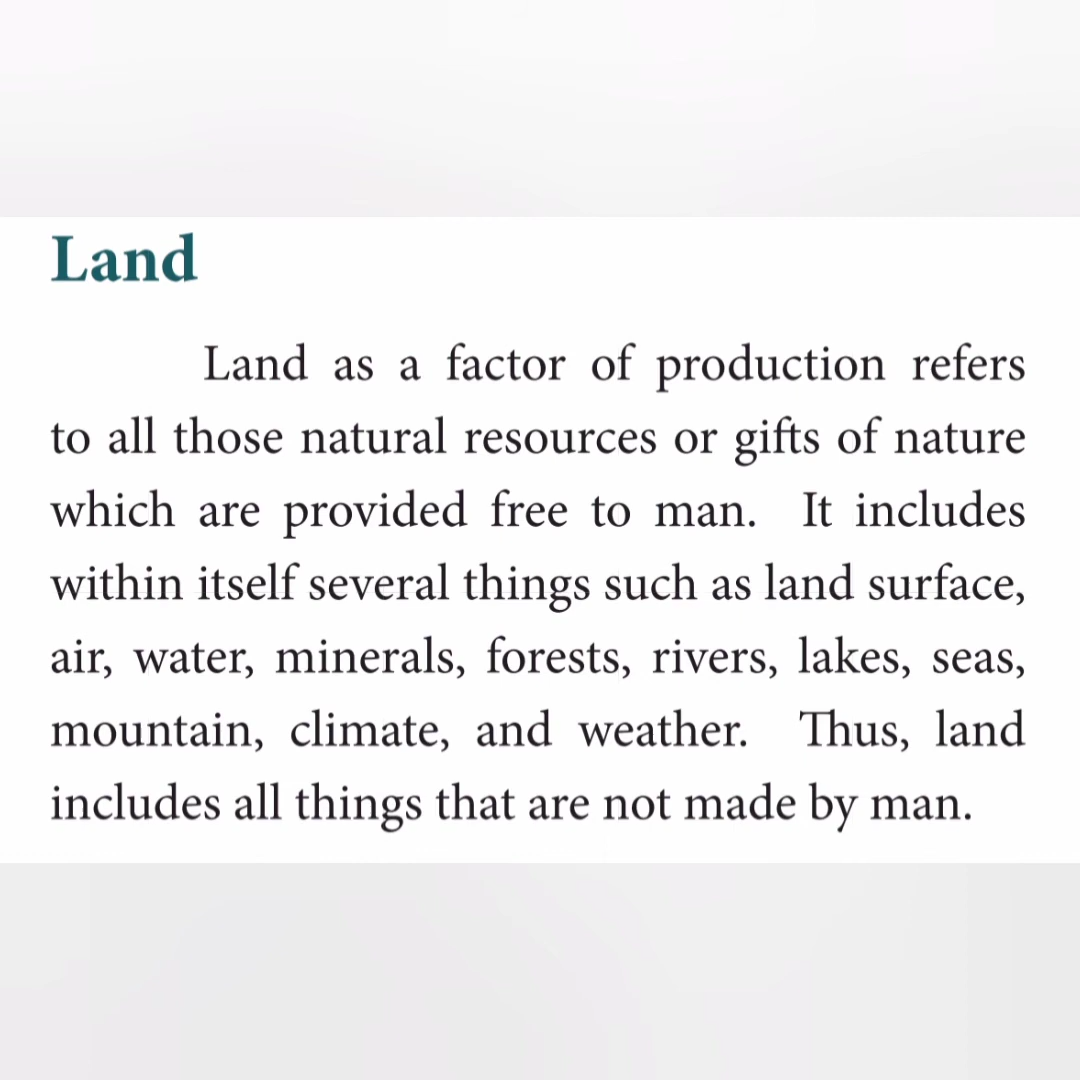 Land
Land as a factor of production refers
to all those natural resources or gifts of nature
which are provided free to man. It includes
within itself several things such as land surface,
air, water, minerals, forests, rivers, lakes, seas,
mountain, climate, and weather. Thus, land
includes all things that are not made by man.